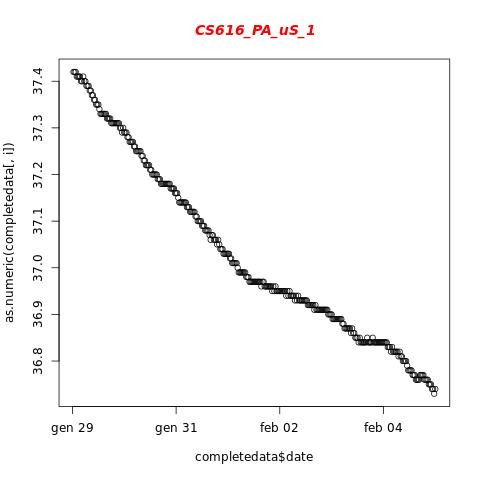 CS616_PA_uS_1
as.numeric(completedata[, i])
37.4
37.3
37.2
37.1
37.0
36.9
36.8
gen 29 gen 31 feb 02 feb 04
completedata$date